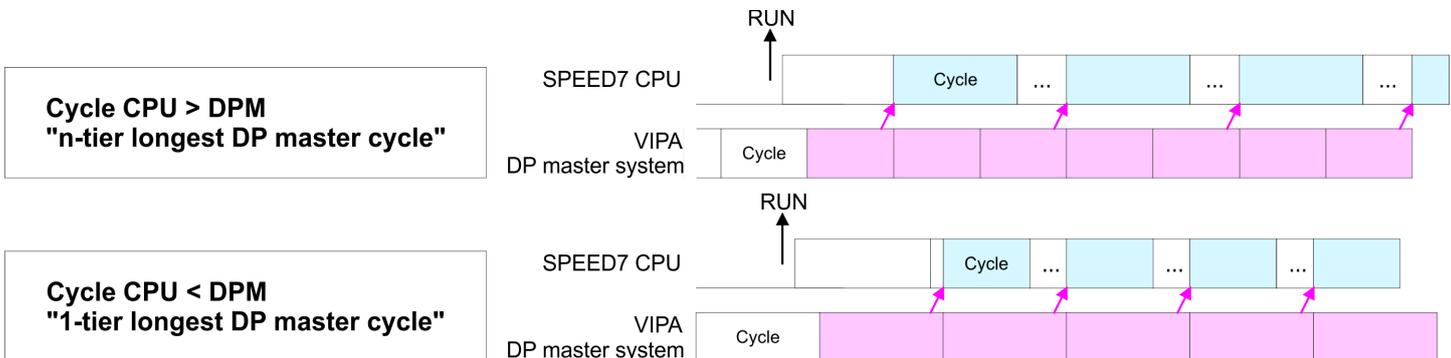 RUN
Cycle CPU > DPM
"n-tier longest DP master cycle"
SPEED7 CPU
Cycle
...
...
...
VIPA
DP master system
Cycle
RUN
Cycle CPU < DPM
"1-tier longest DP master cycle"
SPEED7 CPU
Cycle
...
...
...
VIPA
DP master system
Cycle